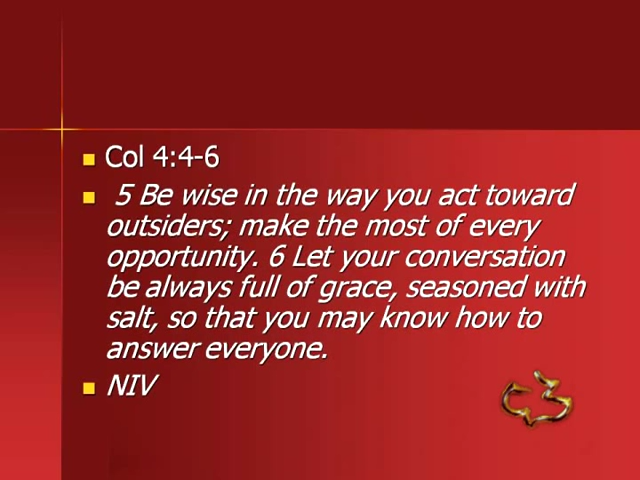 Col 4:4-6
5 Be wise in the way you act toward
outsiders; make the most of every
opportunity. 6 Let your conversation
be always full of grace, seasoned with
salt, so that you may know how to
answer everyone.
NIV